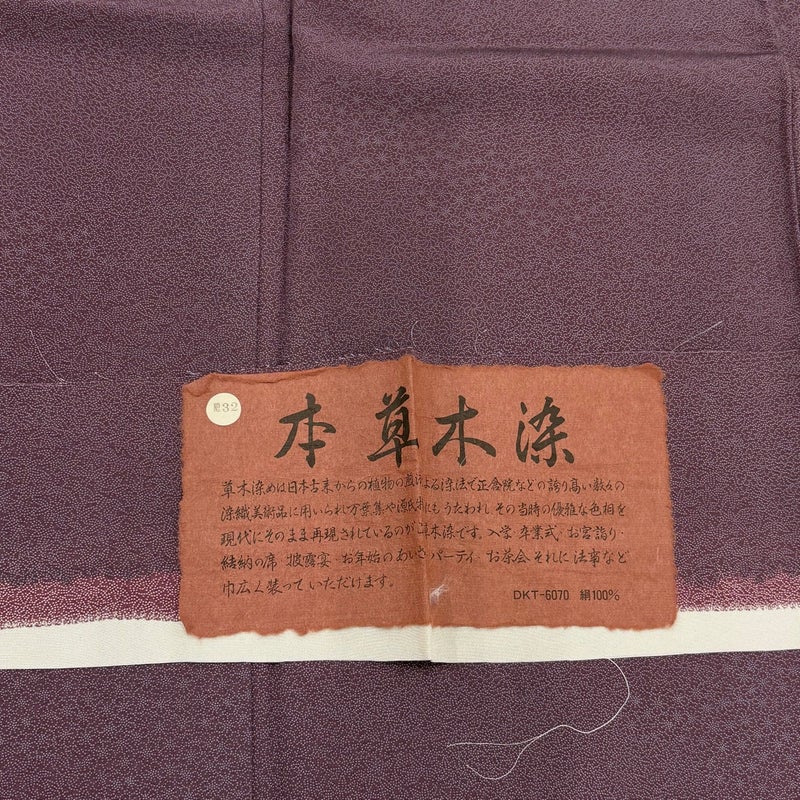 32
本草木染
草木染めは日本古来からの植物の煎汁による染法で正倉院などの誇り高い数々の
染織美術品に用いられ万葉集や源氏物語にもうたわれ その当時の優雅な色相を
現代にそのまま再現されているのが草木染です。入学 卒業式・お宮詣り・
結納の席 披露宴 お年始のあいさつ パーティ お茶会 それに 法事など
巾広く装って いただけます。
DKT-6070 絹100%